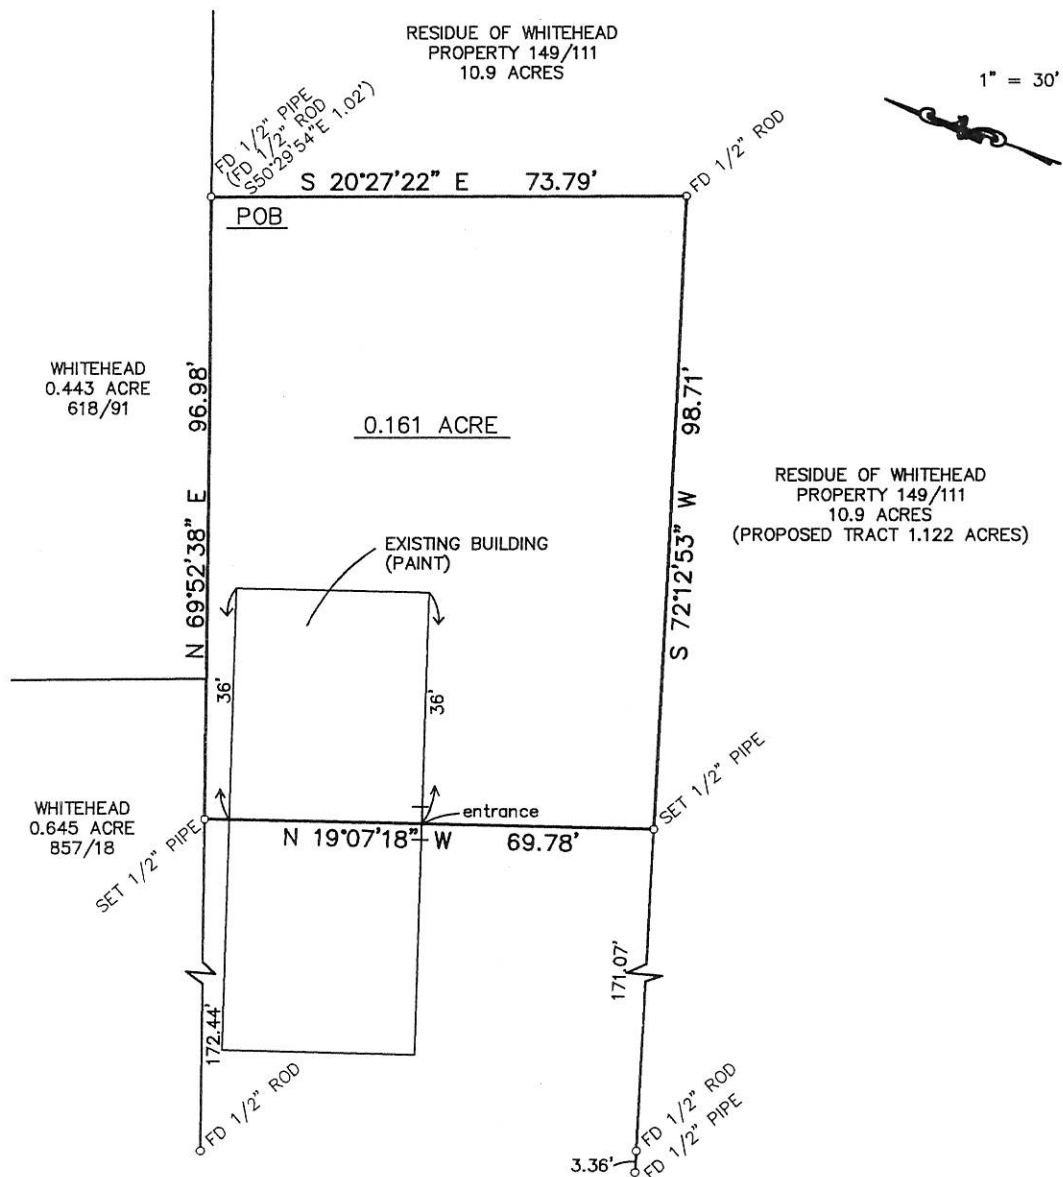 RESIDUE OF WHITEHEAD
PROPERTY 149/111
10.9 ACRES
1" = 30'
FD 1/2" PIPE
(FD 1/2" ROD
S50°29'54"E 1.02')
S 20°27'22" E 73.79'
FD 1/2" ROD
POB
WHITEHEAD
0.443 ACRE
618/91
N 69°52'38" E 96.98'
0.161 ACRE
S 72°12'53" W 98.71'
RESIDUE OF WHITEHEAD
PROPERTY 149/111
10.9 ACRES
(PROPOSED TRACT 1.122 ACRES)
EXISTING BUILDING
(PAINT)
36'
36'
WHITEHEAD
0.645 ACRE
857/18
SET 1/2" PIPE
entrance
N 19°07'18" W 69.78'
SET 1/2" PIPE
172.44'
171.07'
FD 1/2" ROD
FD 1/2" ROD
3.36'
FD 1/2" PIPE